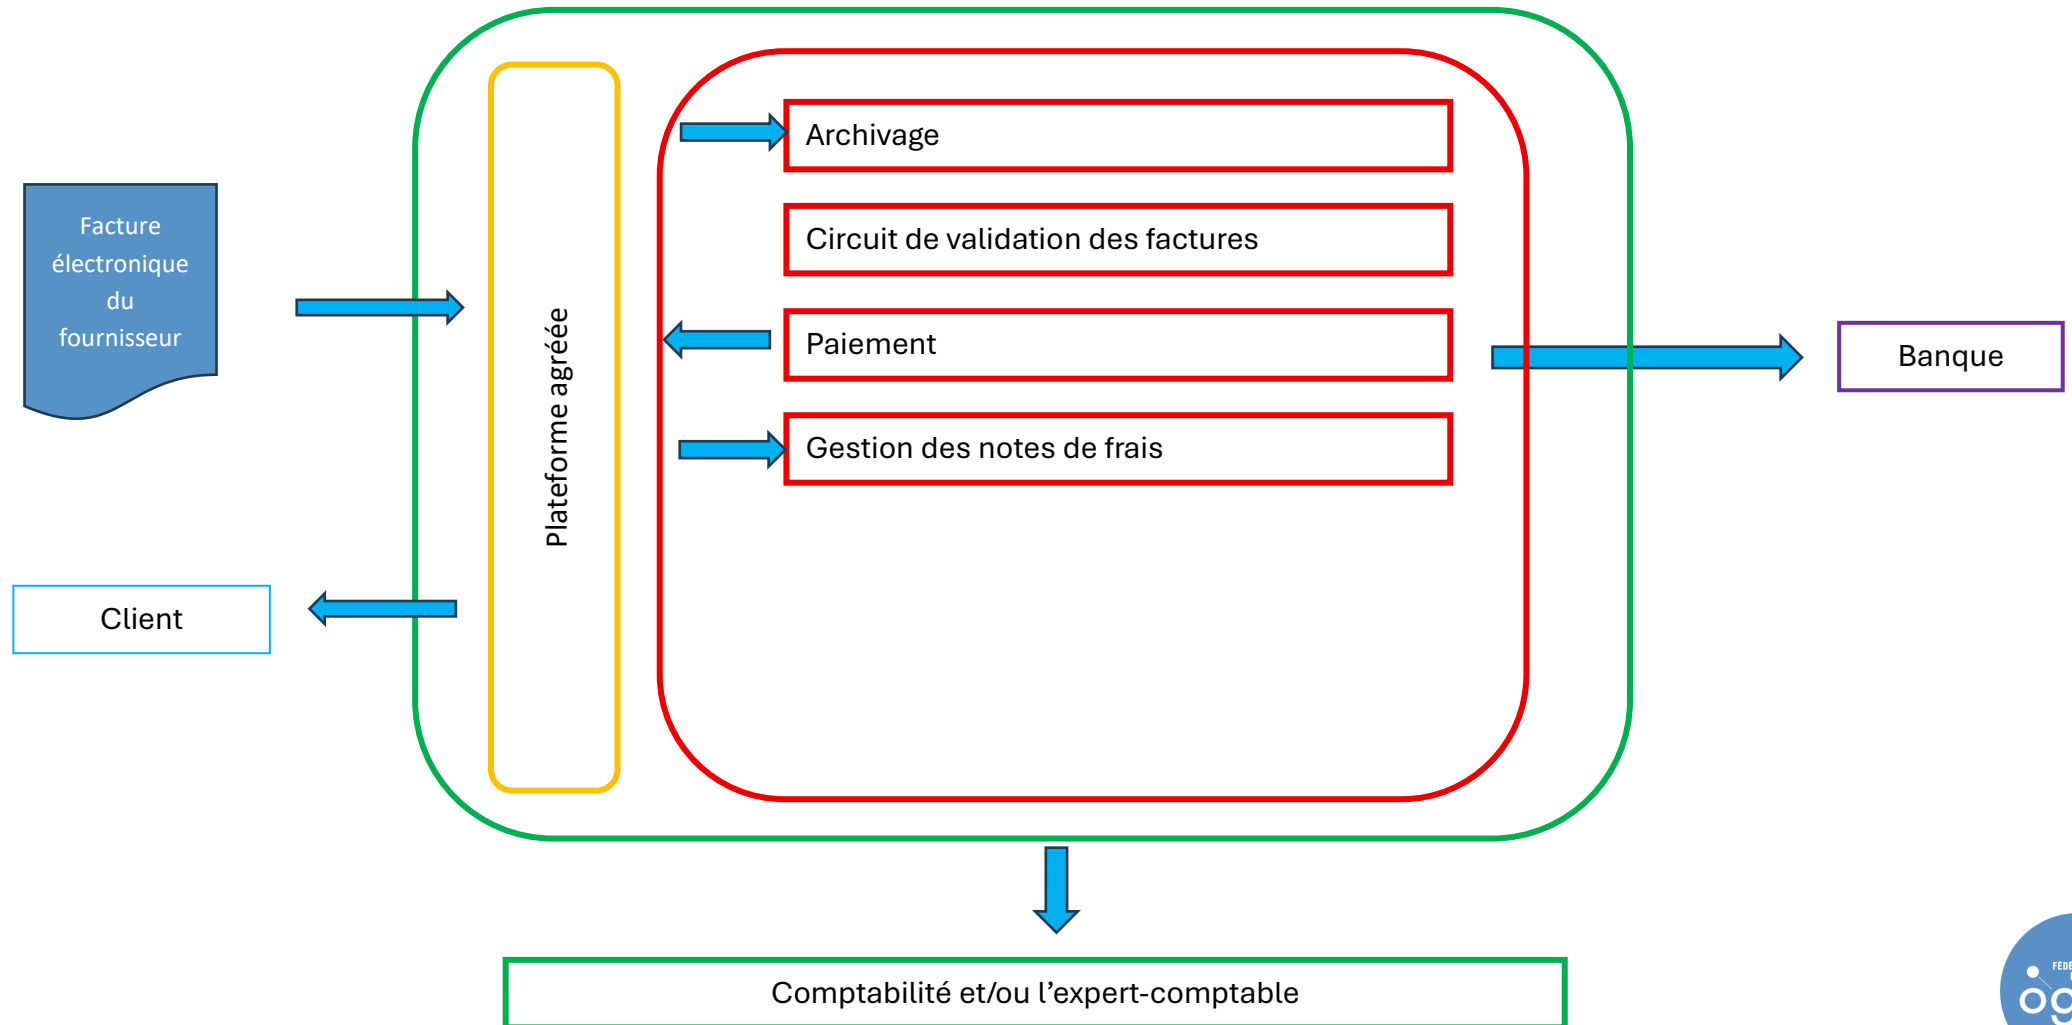 Archivage
Facture
électronique
du
fournisseur
Circuit de validation des factures
Plateforme agréée
Paiement
Banque
Gestion des notes de frais
Client
Comptabilité et/ou l’expert-comptable